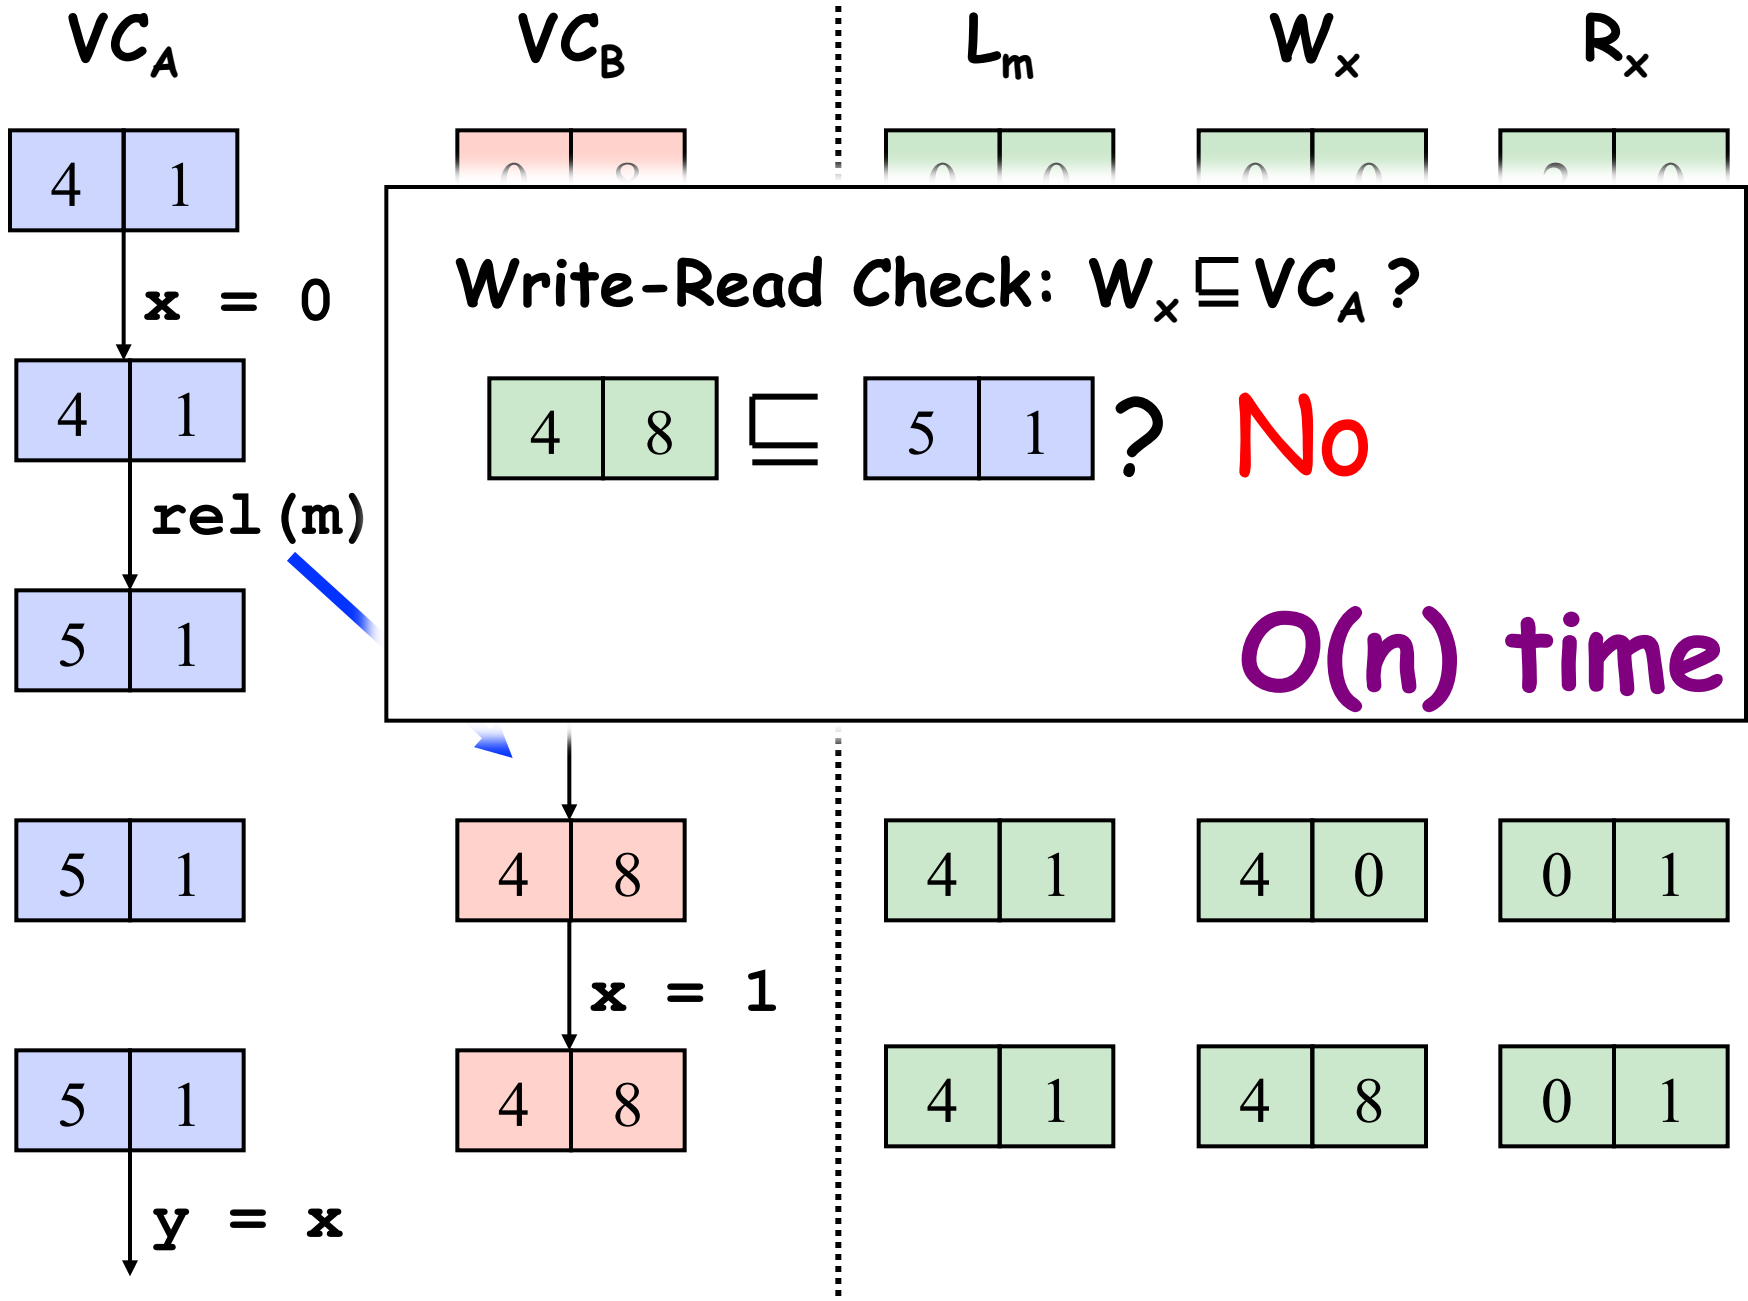 VCA VCB Lm Wx Rx
4 1
x = 0
Write-Read Check: Wx ⊑ VCA ?
4 1 4 8 ⊑ 5 1 ? No
rel(m)
5 1 O(n) time
5 1 4 8 4 1 4 0 0 1
x = 1
5 1 4 8 4 1 4 8 0 1
y = x